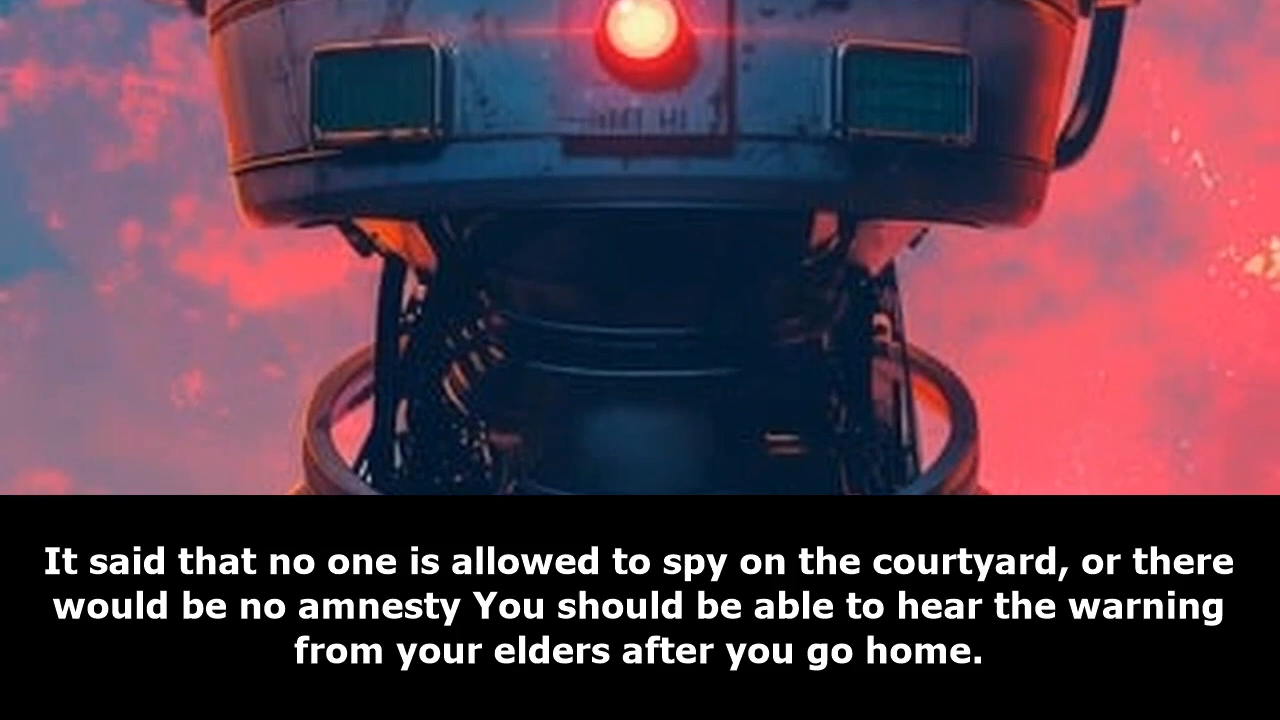 It said that no one is allowed to spy on the courtyard, or there
would be no amnesty You should be able to hear the warning
from your elders after you go home.